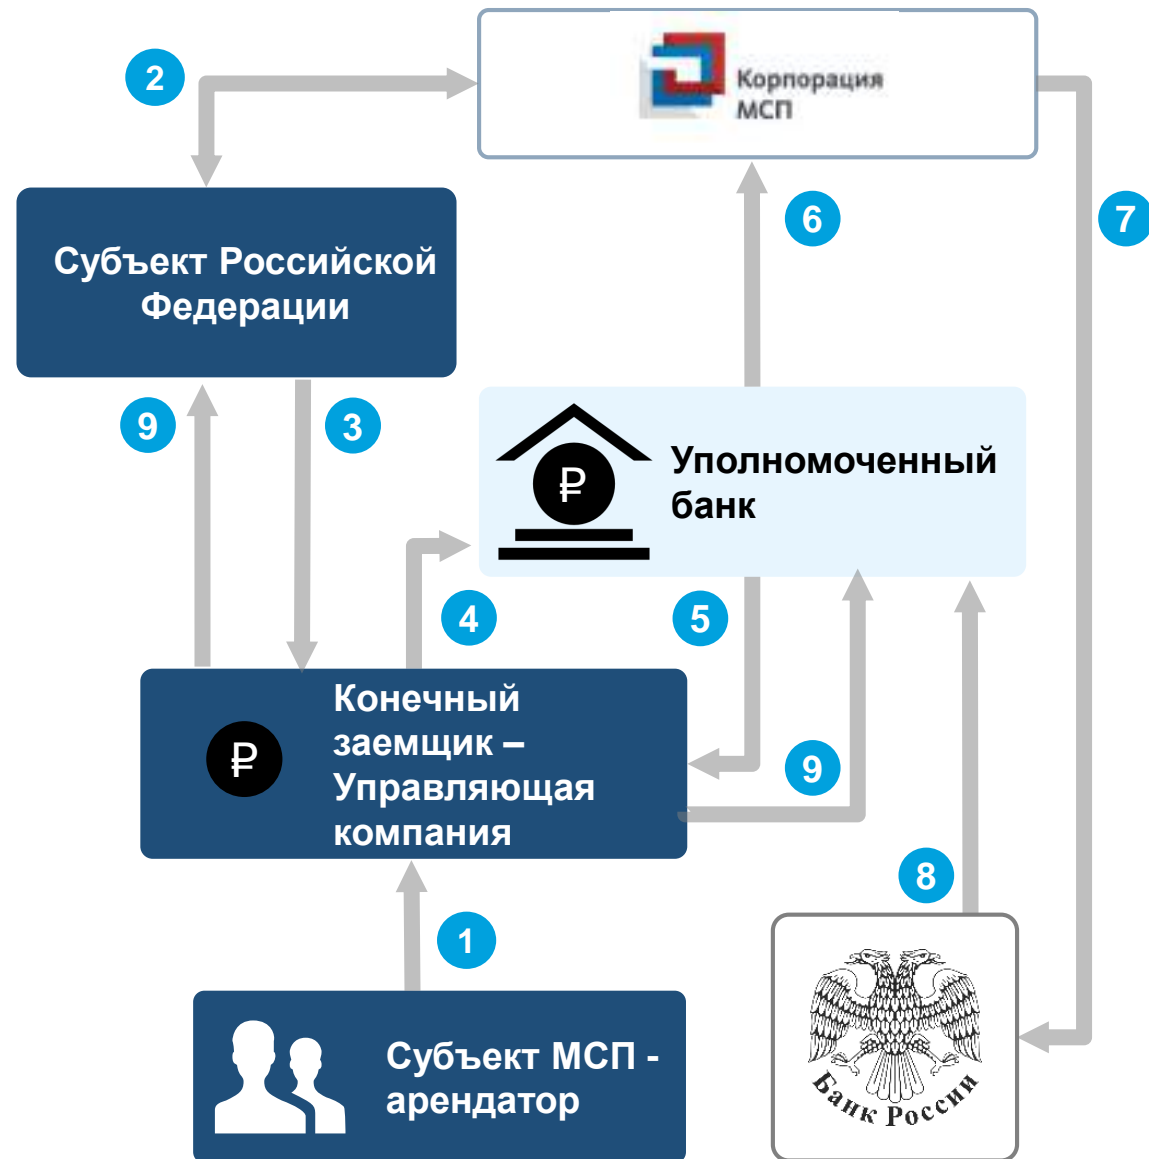 2
Корпорация
МСП
6
7
Субъект Российской
Федерации
9
3
₽
Уполномоченный
банк
4
5
₽
Конечный
заемщик –
Управляющая
компания
9
8
1
Субъект МСП -
арендатор
Банк России